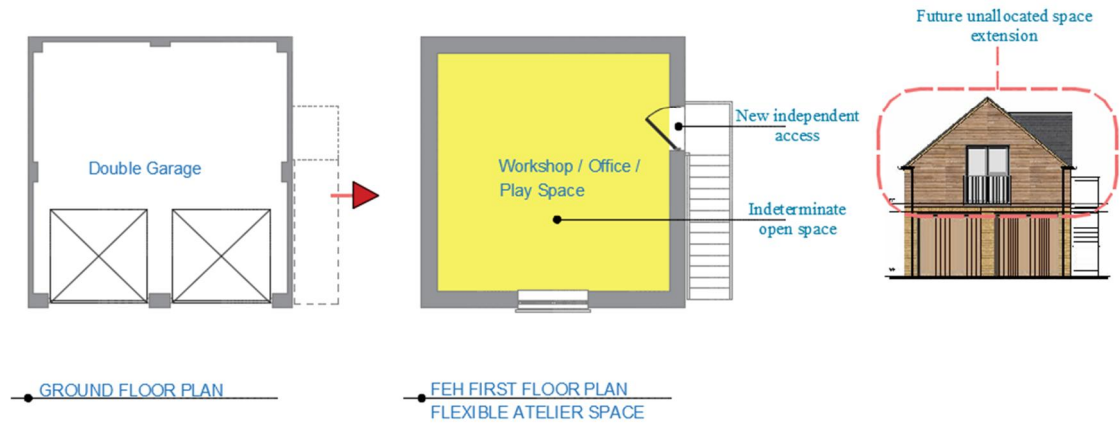 Future unallocated space
extension
New independent
access
Double Garage
Workshop / Office /
Play Space
Indeterminate
open space
GROUND FLOOR PLAN
FEH FIRST FLOOR PLAN
FLEXIBLE ATELIER SPACE